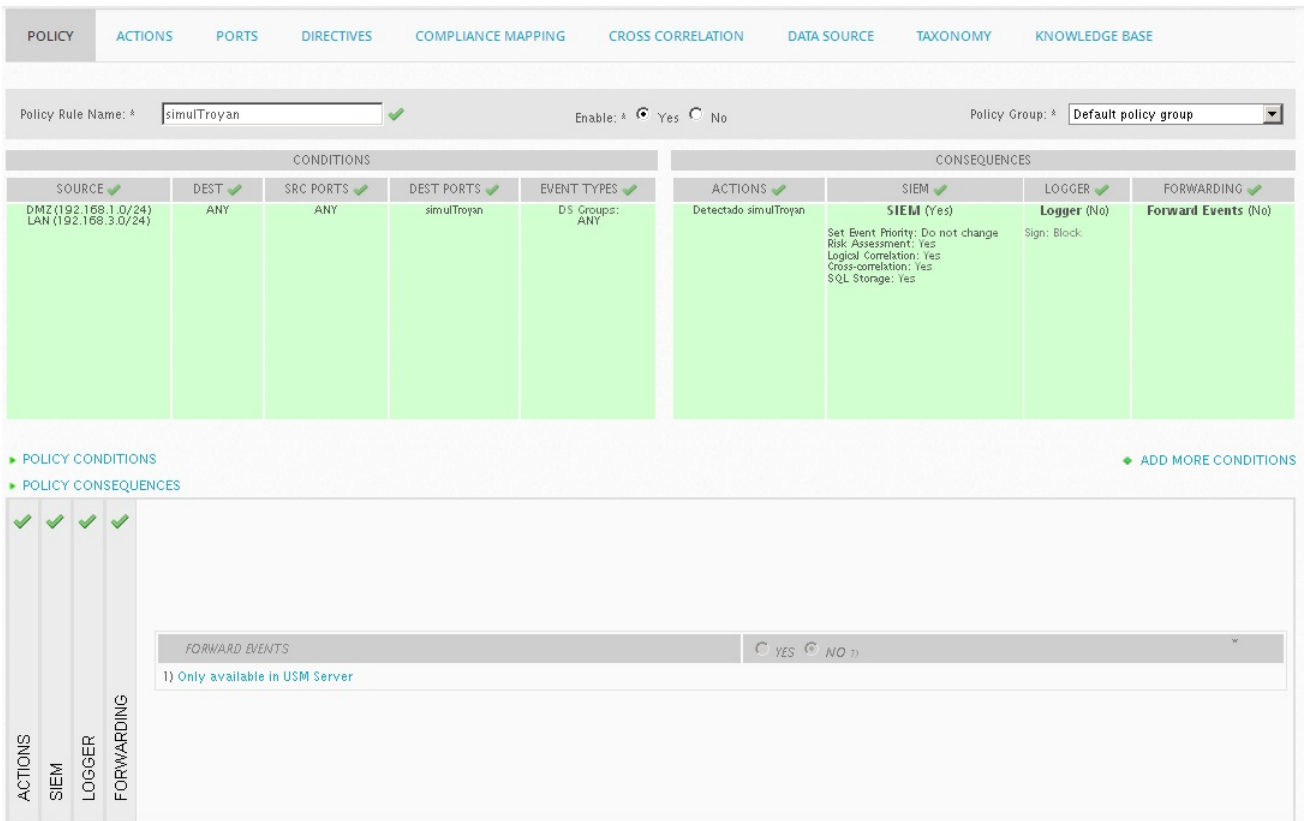 POLICY ACTIONS PORTS DIRECTIVES COMPLIANCE MAPPING CROSS CORRELATION DATA SOURCE TAXONOMY KNOWLEDGE BASE
Policy Rule Name: * simulTroyan Enable: * Yes No Policy Group: * Default policy group
CONDITIONS CONSEQUENCES
SOURCE DEST SRC PORTS DEST PORTS EVENT TYPES ACTIONS SIEM LOGGER FORWARDING
DMZ (192.168.1.0/24) ANY ANY simulTroyan DS Groups: Detectado simulTroyan SIEM (Yes) Logger (No) Forward Events (No)
LAN (192.168.3.0/24) ANY
Set Event Priority: Do not change Sign: Block
Risk Assessment: Yes
Logical Correlation: Yes
Cross-correlation: Yes
SQL Storage: Yes
POLICY CONDITIONS ADD MORE CONDITIONS
POLICY CONSEQUENCES
FORWARD EVENTS YES NO 1) *
1) Only available in USM Server
ACTIONS
SIEM
LOGGER
FORWARDING